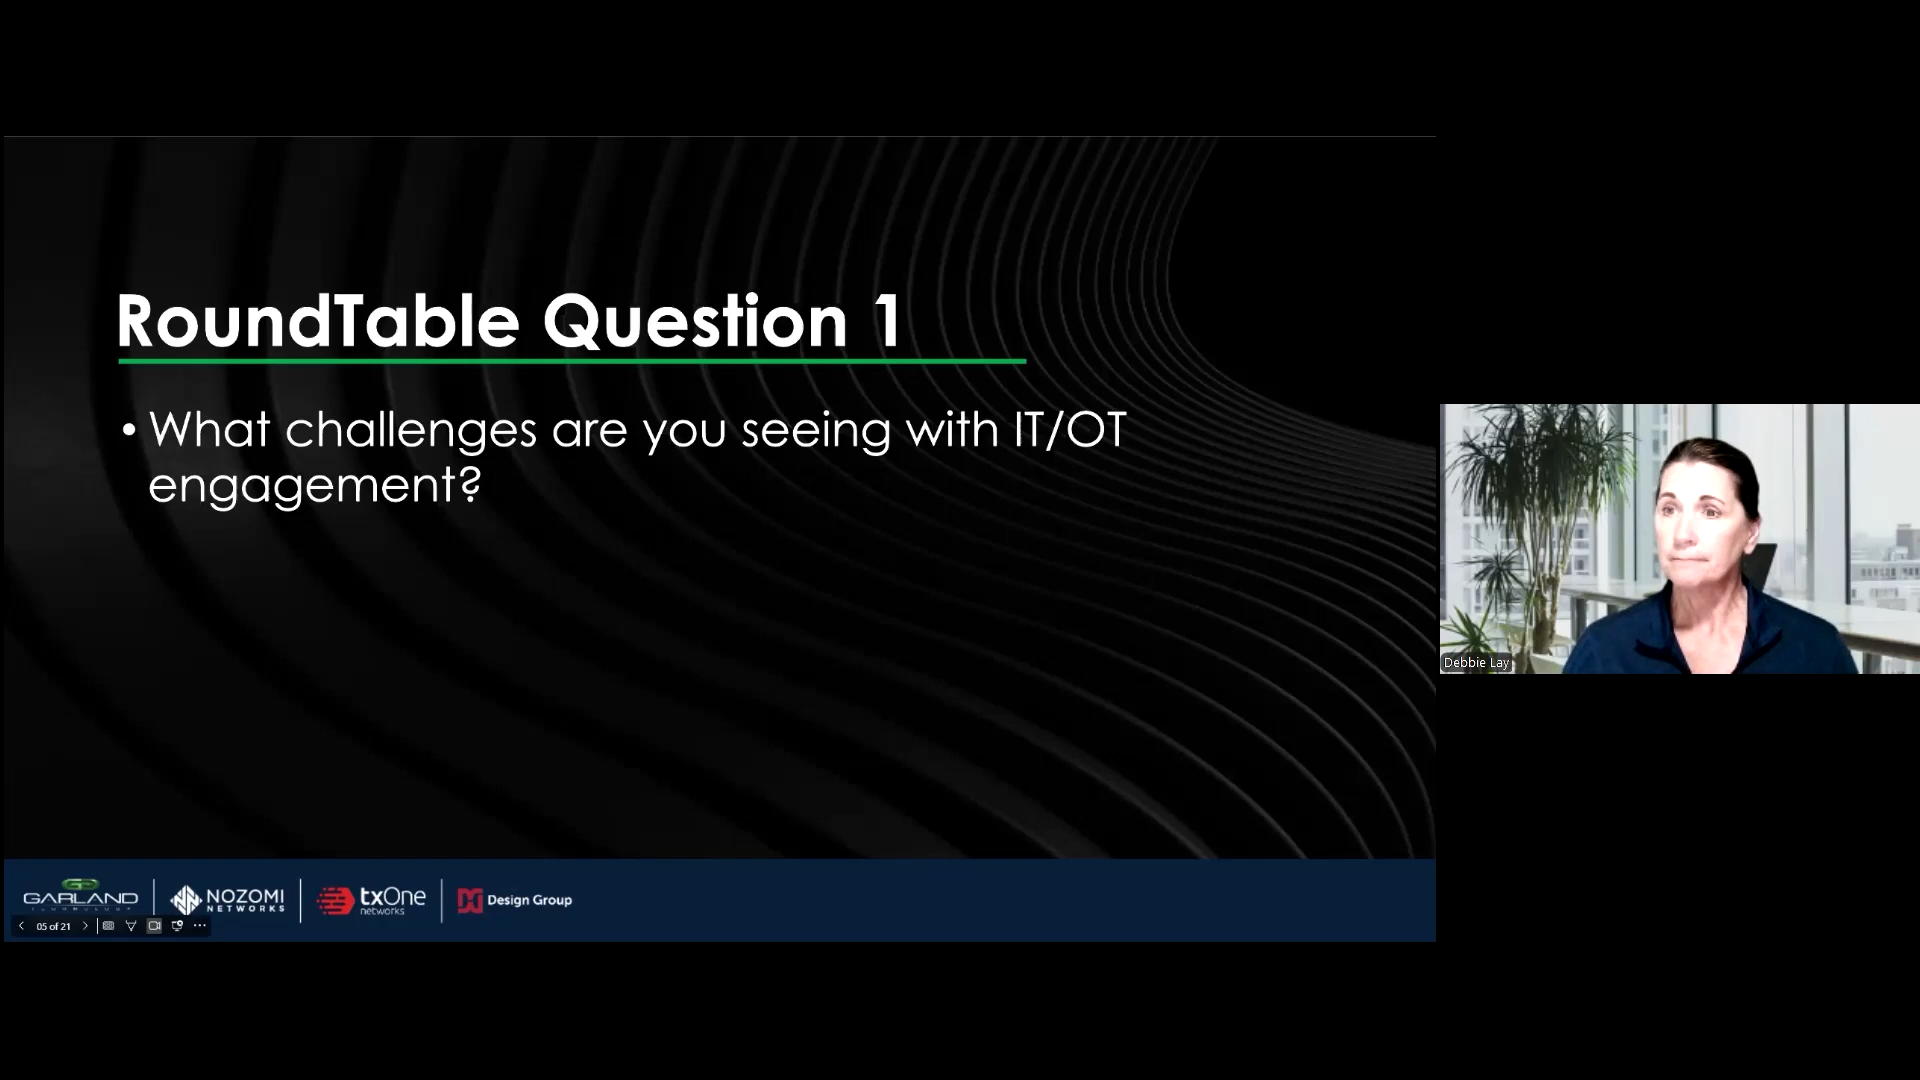 RoundTable Question 1
• What challenges are you seeing with IT/OT
engagement?
Debbie Lay
GARLAND
NOZOMI
NETWORKS
txOne
networks
Design Group
05 of 21